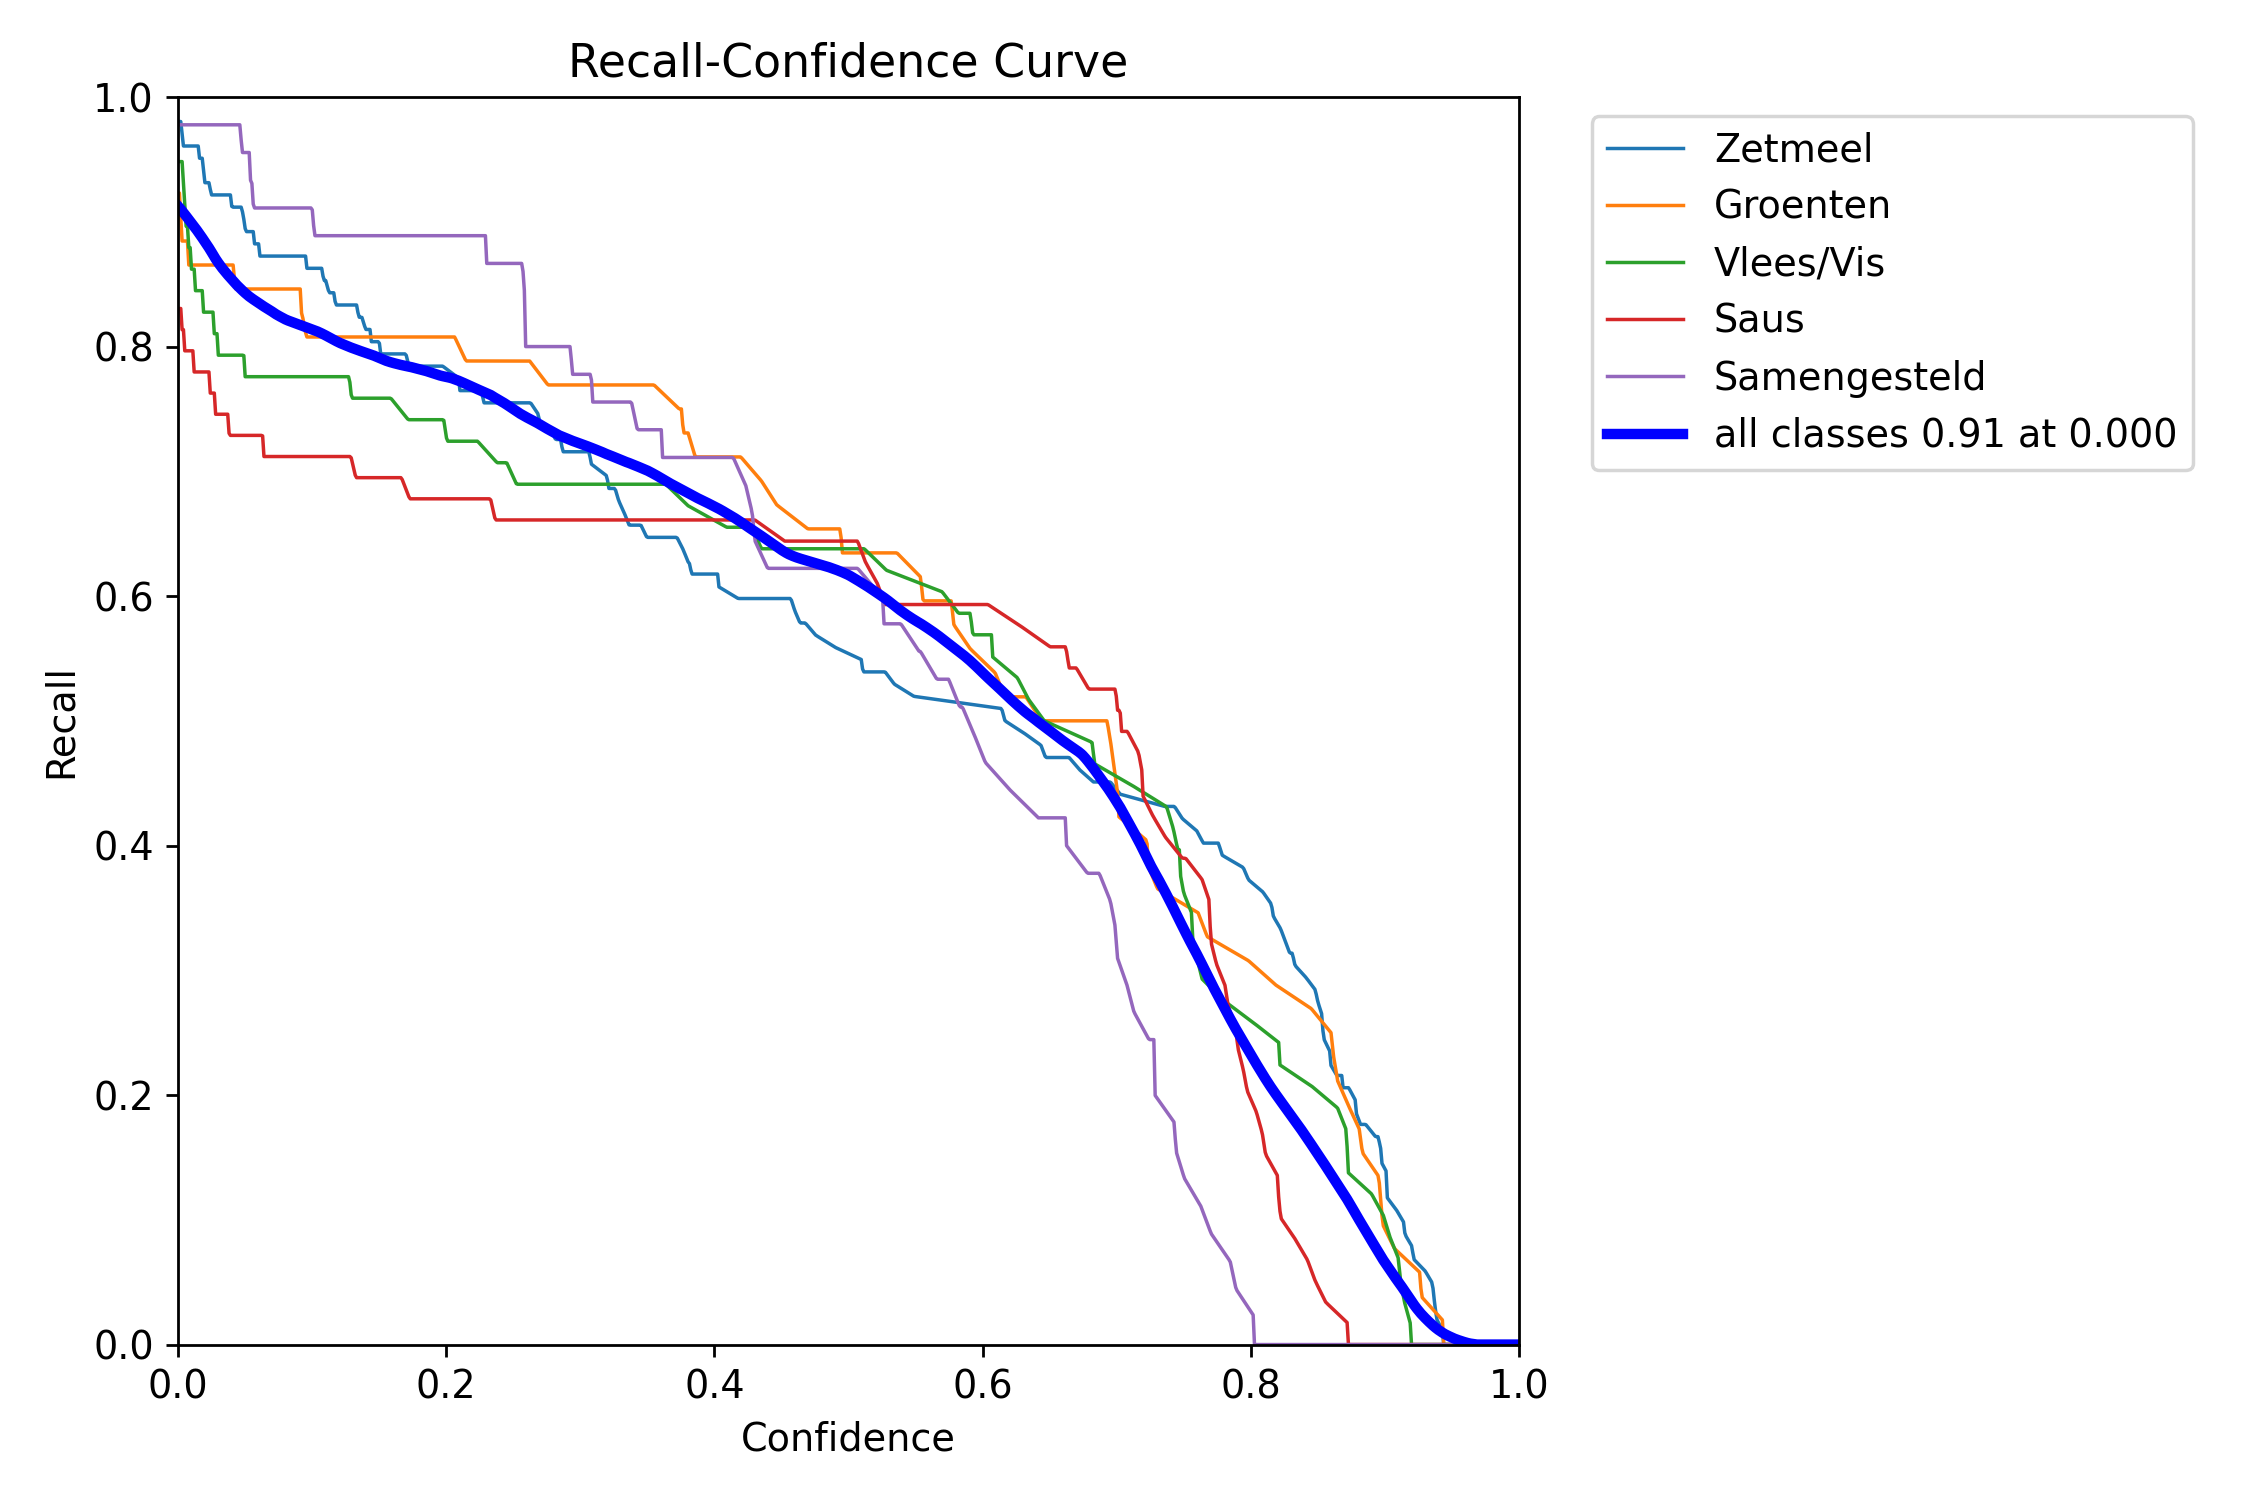 Recall-Confidence Curve
1.0
0.8
0.6
0.4
0.2
0.0
Recall
0.0 0.2 0.4 0.6 0.8 1.0
Confidence
Zetmeel
Groenten
Vlees/Vis
Saus
Samengesteld
all classes 0.91 at 0.000